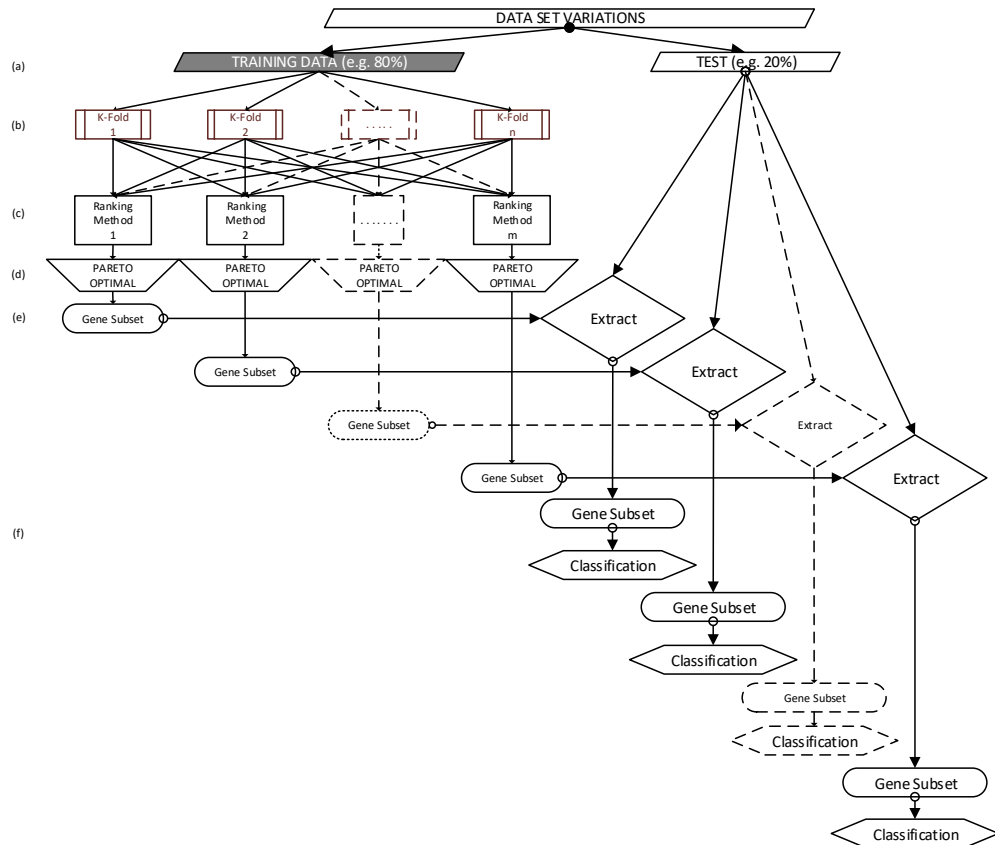 DATA SET VARIATIONS
(a)
TRAINING DATA (e.g. 80%)
TEST (e.g. 20%)
(b)
K-Fold
1
K-Fold
2
.....
K-Fold
n
(c)
Ranking
Method
1
Ranking
Method
2
.......
Ranking
Method
m
(d)
PARETO
OPTIMAL
PARETO
OPTIMAL
PARETO
OPTIMAL
PARETO
OPTIMAL
(e)
Gene Subset
Extract
Gene Subset
Extract
Gene Subset
Extract
Gene Subset
Extract
(f)
Gene Subset
Classification
Gene Subset
Classification
Gene Subset
Classification
Gene Subset
Classification